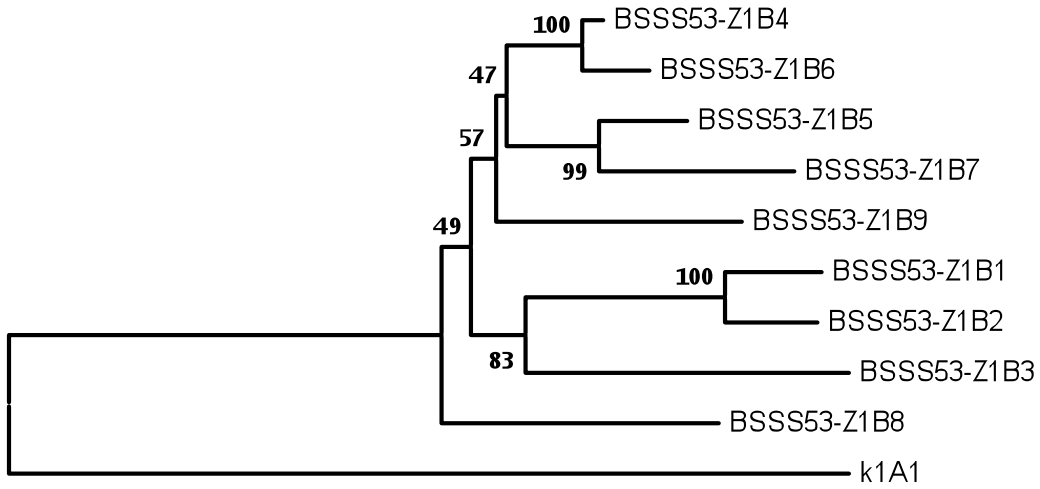 100
BSSS53-Z1B4
BSSS53-Z1B6
47
BSSS53-Z1B5
57
99
BSSS53-Z1B7
BSSS53-Z1B9
49
100
BSSS53-Z1B1
BSSS53-Z1B2
83
BSSS53-Z1B3
BSSS53-Z1B8
k1A1